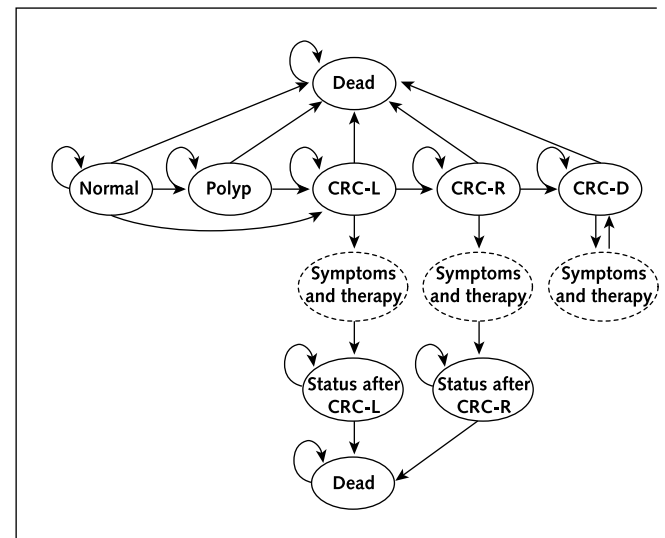 Dead
Normal
Polyp
CRC-L
CRC-R
CRC-D
Symptoms
and therapy
Symptoms
and therapy
Symptoms
and therapy
Status after
CRC-L
Status after
CRC-R
Dead